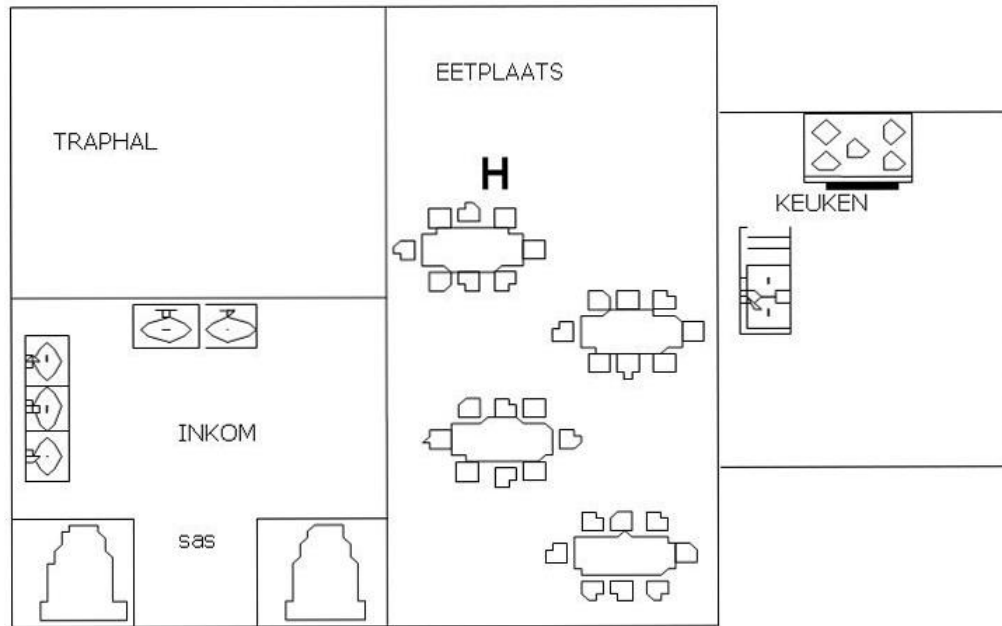 EETPLAATS
TRAPHAL
H
KEUKEN
INKOM
sas